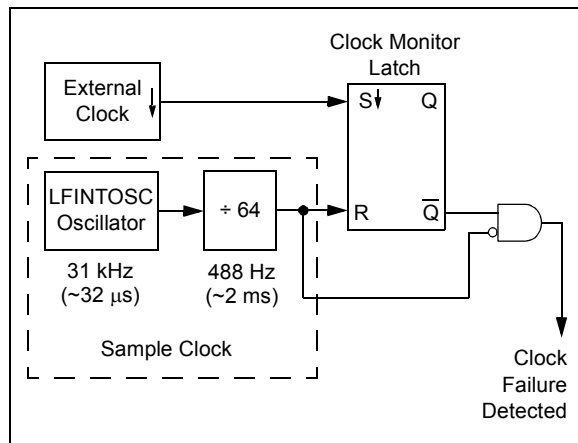 Clock Monitor
Latch
External
Clock
S
Q
LFINTOSC
Oscillator
÷ 64
R
Q̅
31 kHz
(~32 μs)
488 Hz
(~2 ms)
Sample Clock
Clock
Failure
Detected